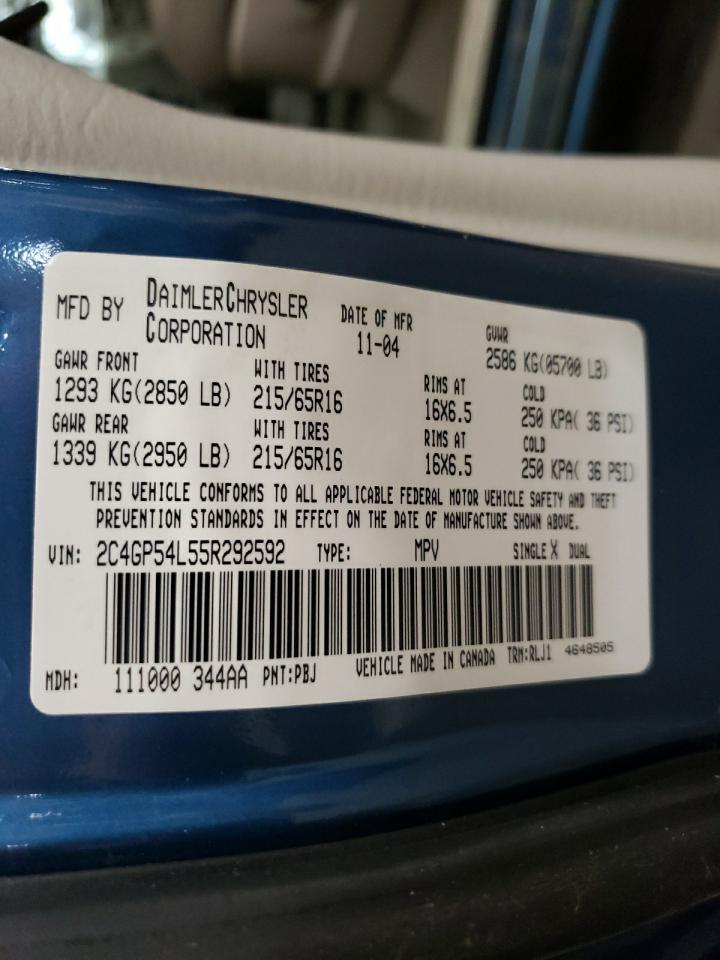 MFD BY DAIMLERCHRYSLER CORPORATION DATE OF MFR 11-04 GVWR 2586 KG(05700 LB)
GAWR FRONT WITH TIRES RIMS AT COLD
1293 KG(2850 LB) 215/65R16 16X6.5 250 KPA( 36 PSI)
GAWR REAR WITH TIRES RIMS AT COLD
1339 KG(2950 LB) 215/65R16 16X6.5 250 KPA( 36 PSI)
THIS VEHICLE CONFORMS TO ALL APPLICABLE FEDERAL MOTOR VEHICLE SAFETY AND THEFT
PREVENTION STANDARDS IN EFFECT ON THE DATE OF MANUFACTURE SHOWN ABOVE.
VIN: 2C4GP54L55R292592 TYPE: MPV SINGLE X DUAL
MDH: 111000 344AA PNT:PBJ VEHICLE MADE IN CANADA TRM:RLJ1 4648505